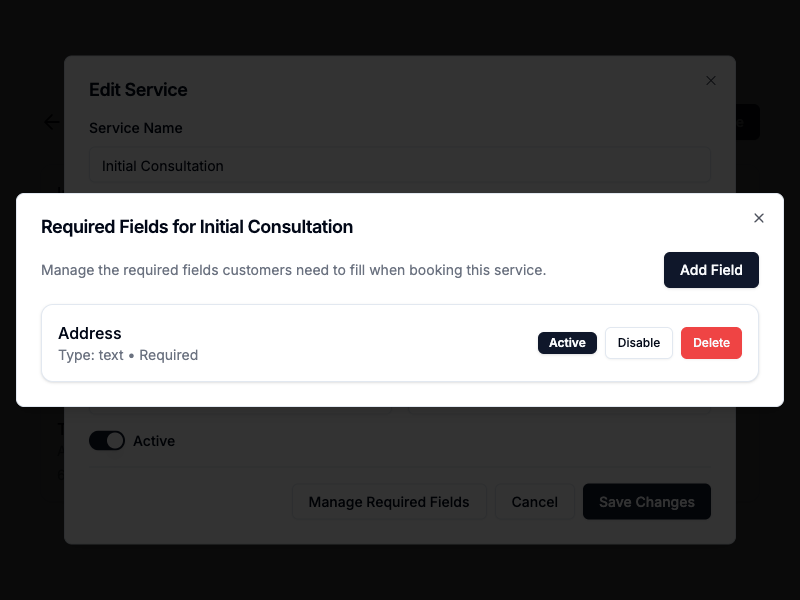 Edit Service
Service Name
Initial Consultation
Required Fields for Initial Consultation
Manage the required fields customers need to fill when booking this service.
Add Field
Address
Type: text • Required
Active
Disable
Delete
Active
Manage Required Fields
Cancel
Save Changes